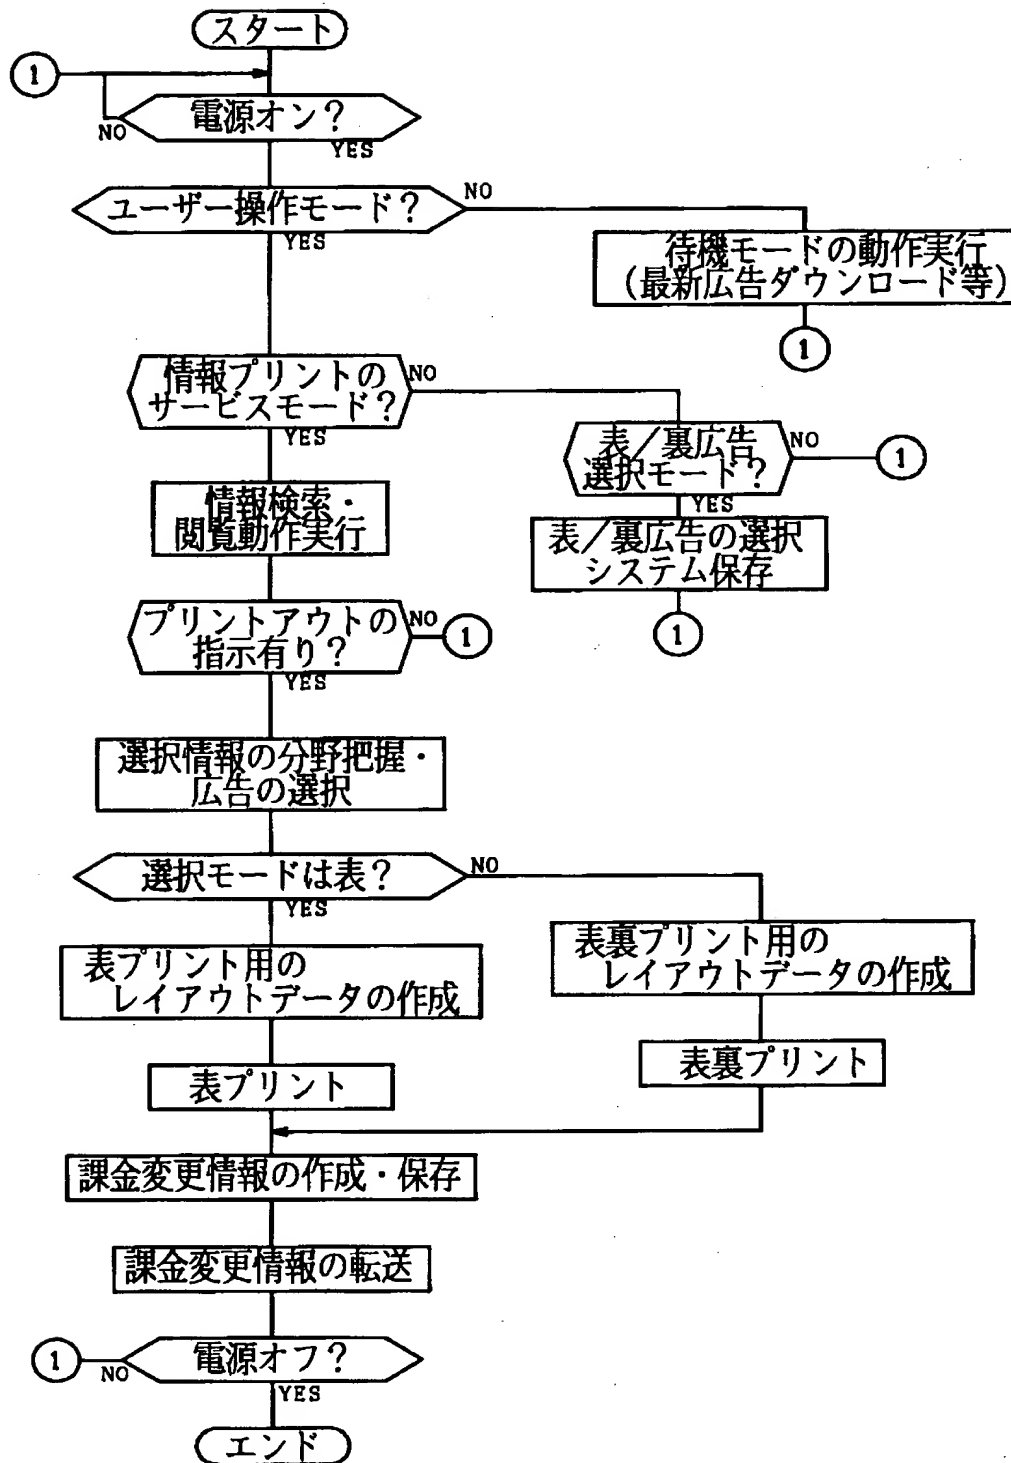 スタート
1
電源オン?
NO
YES
ユーザー操作モード?
NO
YES
待機モードの動作実行
(最新広告ダウンロード等)
1
情報プリントの
サービスモード?
NO
YES
表/裏広告
選択モード?
NO
1
YES
情報検索・
閲覧動作実行
表/裏広告の選択
システム保存
1
プリントアウトの
指示有り?
NO
1
YES
選択情報の分野把握・
広告の選択
選択モードは表?
NO
YES
表プリント用の
レイアウトデータの作成
表裏プリント用の
レイアウトデータの作成
表プリント
表裏プリント
課金変更情報の作成・保存
課金変更情報の転送
電源オフ?
1
NO
YES
エンド